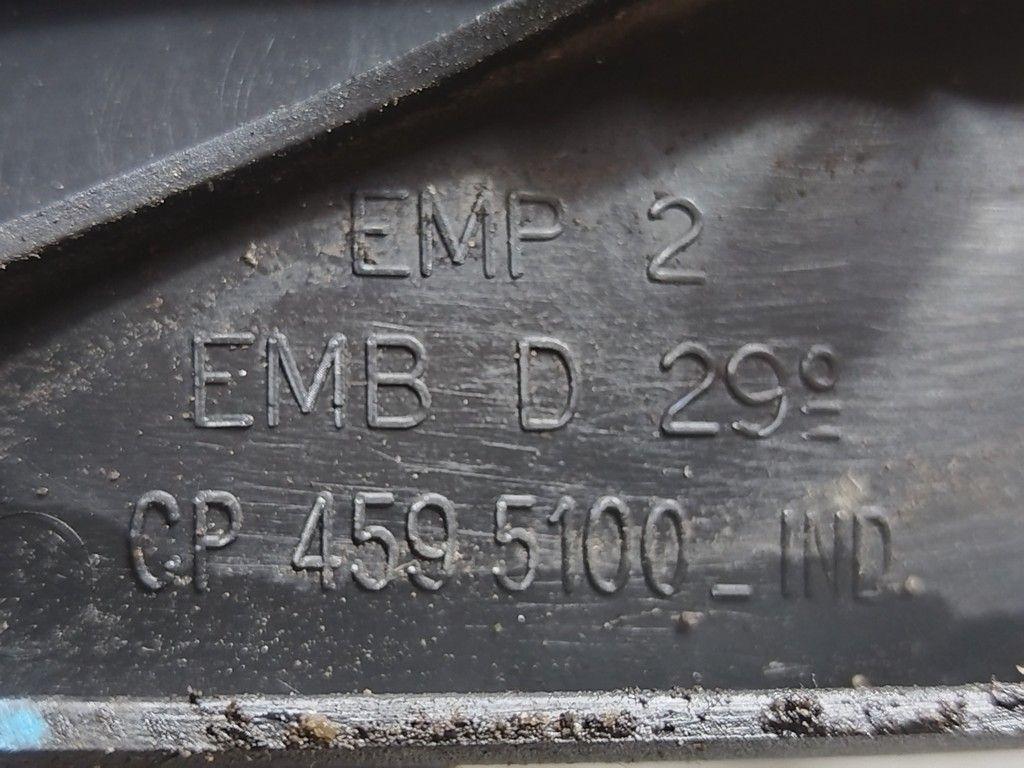 EMP 2
EMB D 29º
CP 459 5100_IND.